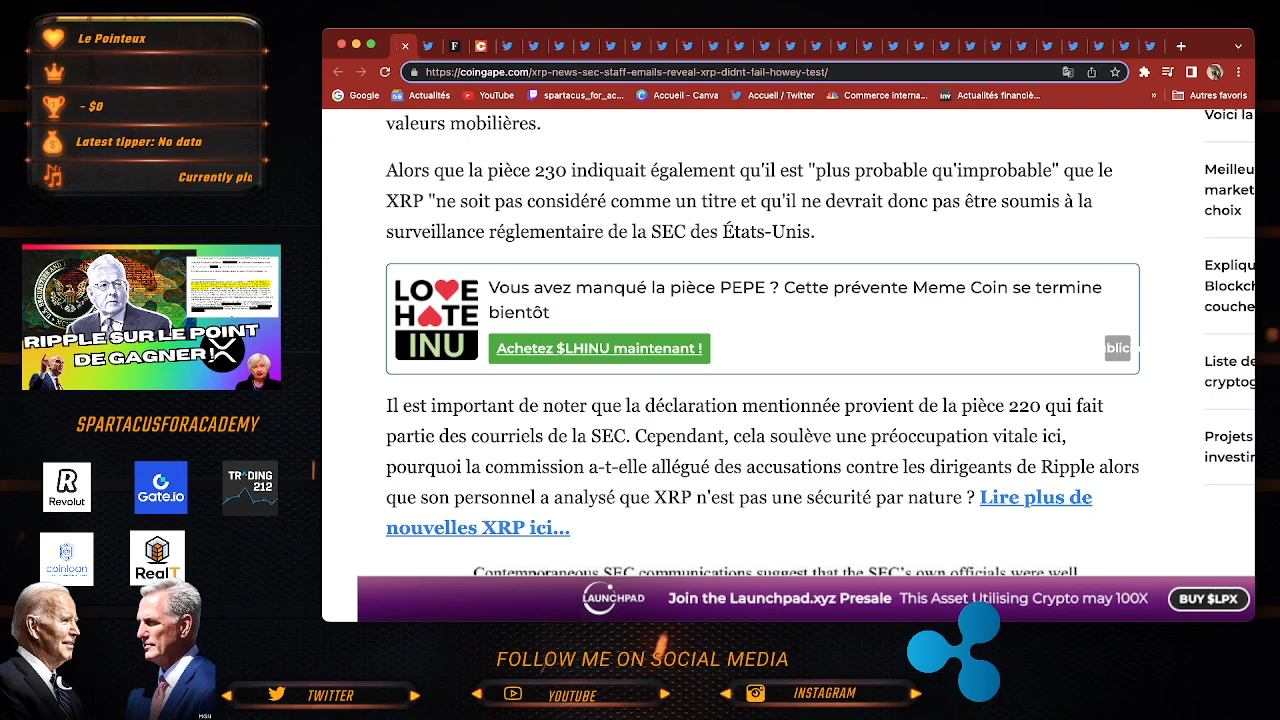 Le Pointeux
- $0
Latest tipper: No data
Currently plu
RIPPLE SUR LE POINT
DE GAGNER !
SPARTACUSFORACADEMY
Revolut
Gate.io
TRADING
212
coinloan
RealT
MGN
https://coingape.com/xrp-news-sec-staff-emails-reveal-xrp-didnt-fail-howey-test/
Google
Actualités
YouTube
spartacus_for_ac...
Accueil - Canva
Accueil / Twitter
Commerce interna...
Actualités financiè...
»
Autres favoris
valeurs mobilières.
Alors que la pièce 230 indiquait également qu'il est "plus probable qu'improbable" que le
XRP "ne soit pas considéré comme un titre et qu'il ne devrait donc pas être soumis à la
surveillance réglementaire de la SEC des États-Unis.
LOVE
HATE
INU
Vous avez manqué la pièce PEPE ? Cette prévente Meme Coin se termine
bientôt
Achetez $LHINU maintenant !
blic
Il est important de noter que la déclaration mentionnée provient de la pièce 220 qui fait
partie des courriels de la SEC. Cependant, cela soulève une préoccupation vitale ici,
pourquoi la commission a-t-elle allégué des accusations contre les dirigeants de Ripple alors
que son personnel a analysé que XRP n'est pas une sécurité par nature ? Lire plus de
nouvelles XRP ici...
Contemporaneous SEC communications suggest that the SEC's own officials were well
Voici la
Meilleu
market
choix
Expliqu
Blockch
couche
Liste de
cryptog
Projets
investir
LAUNCHPAD
Join the Launchpad.xyz Presale This Asset Utilising Crypto may 100X
BUY $LPX
FOLLOW ME ON SOCIAL MEDIA
TWITTER
YOUTUBE
INSTAGRAM